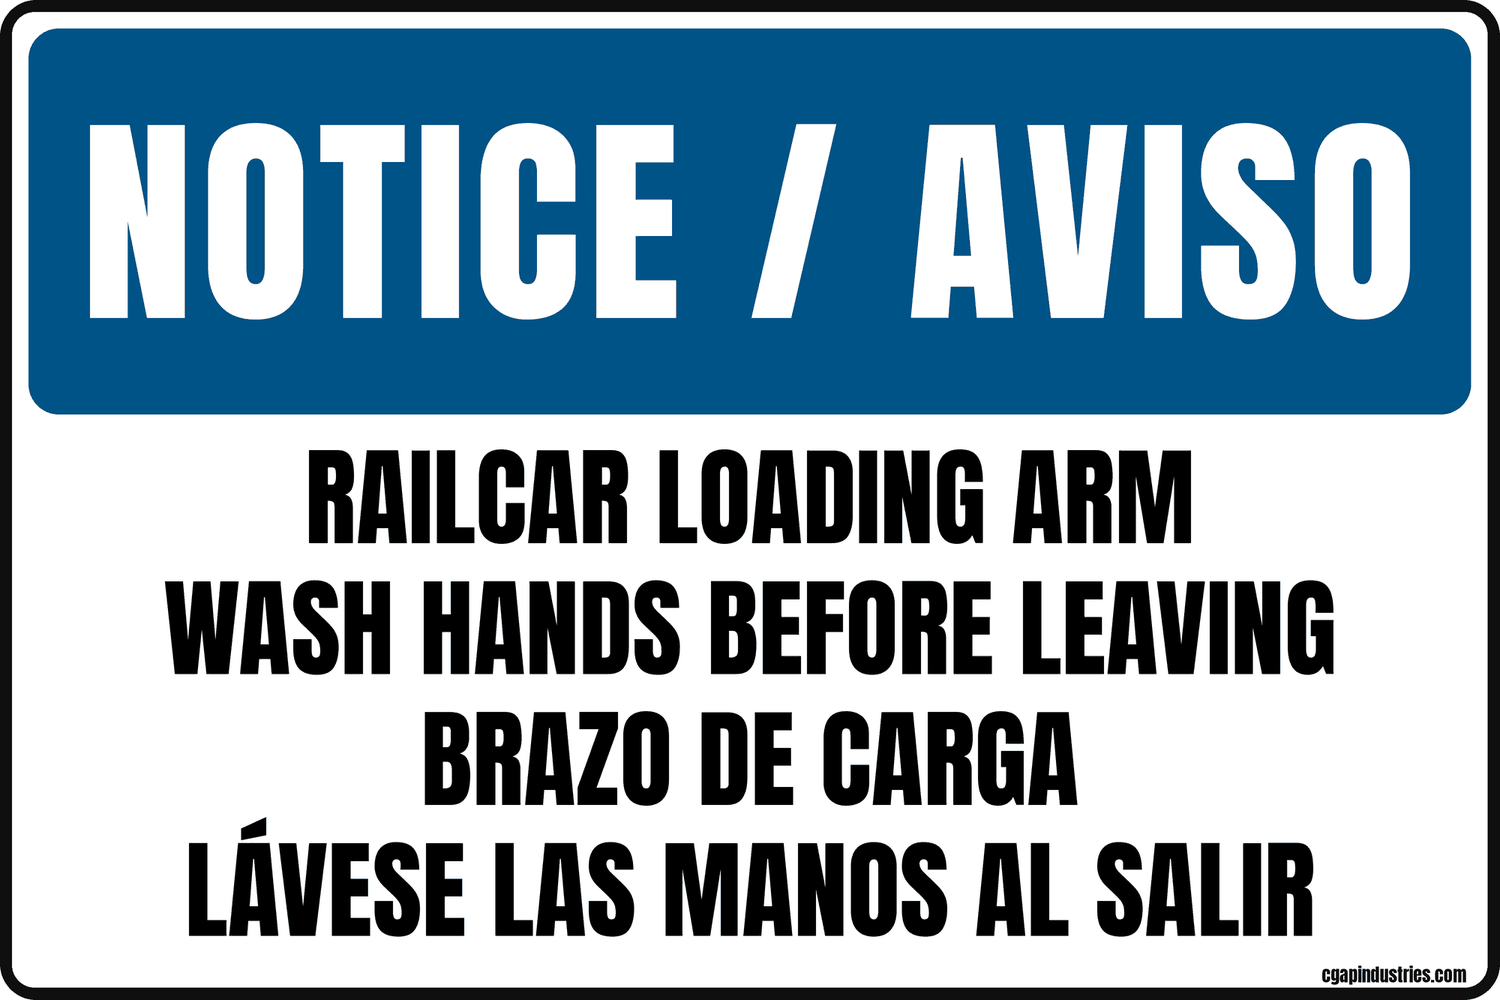 NOTICE / AVISO
RAILCAR LOADING ARM
WASH HANDS BEFORE LEAVING
BRAZO DE CARGA
LÁVESE LAS MANOS AL SALIR
cgapindustries.com